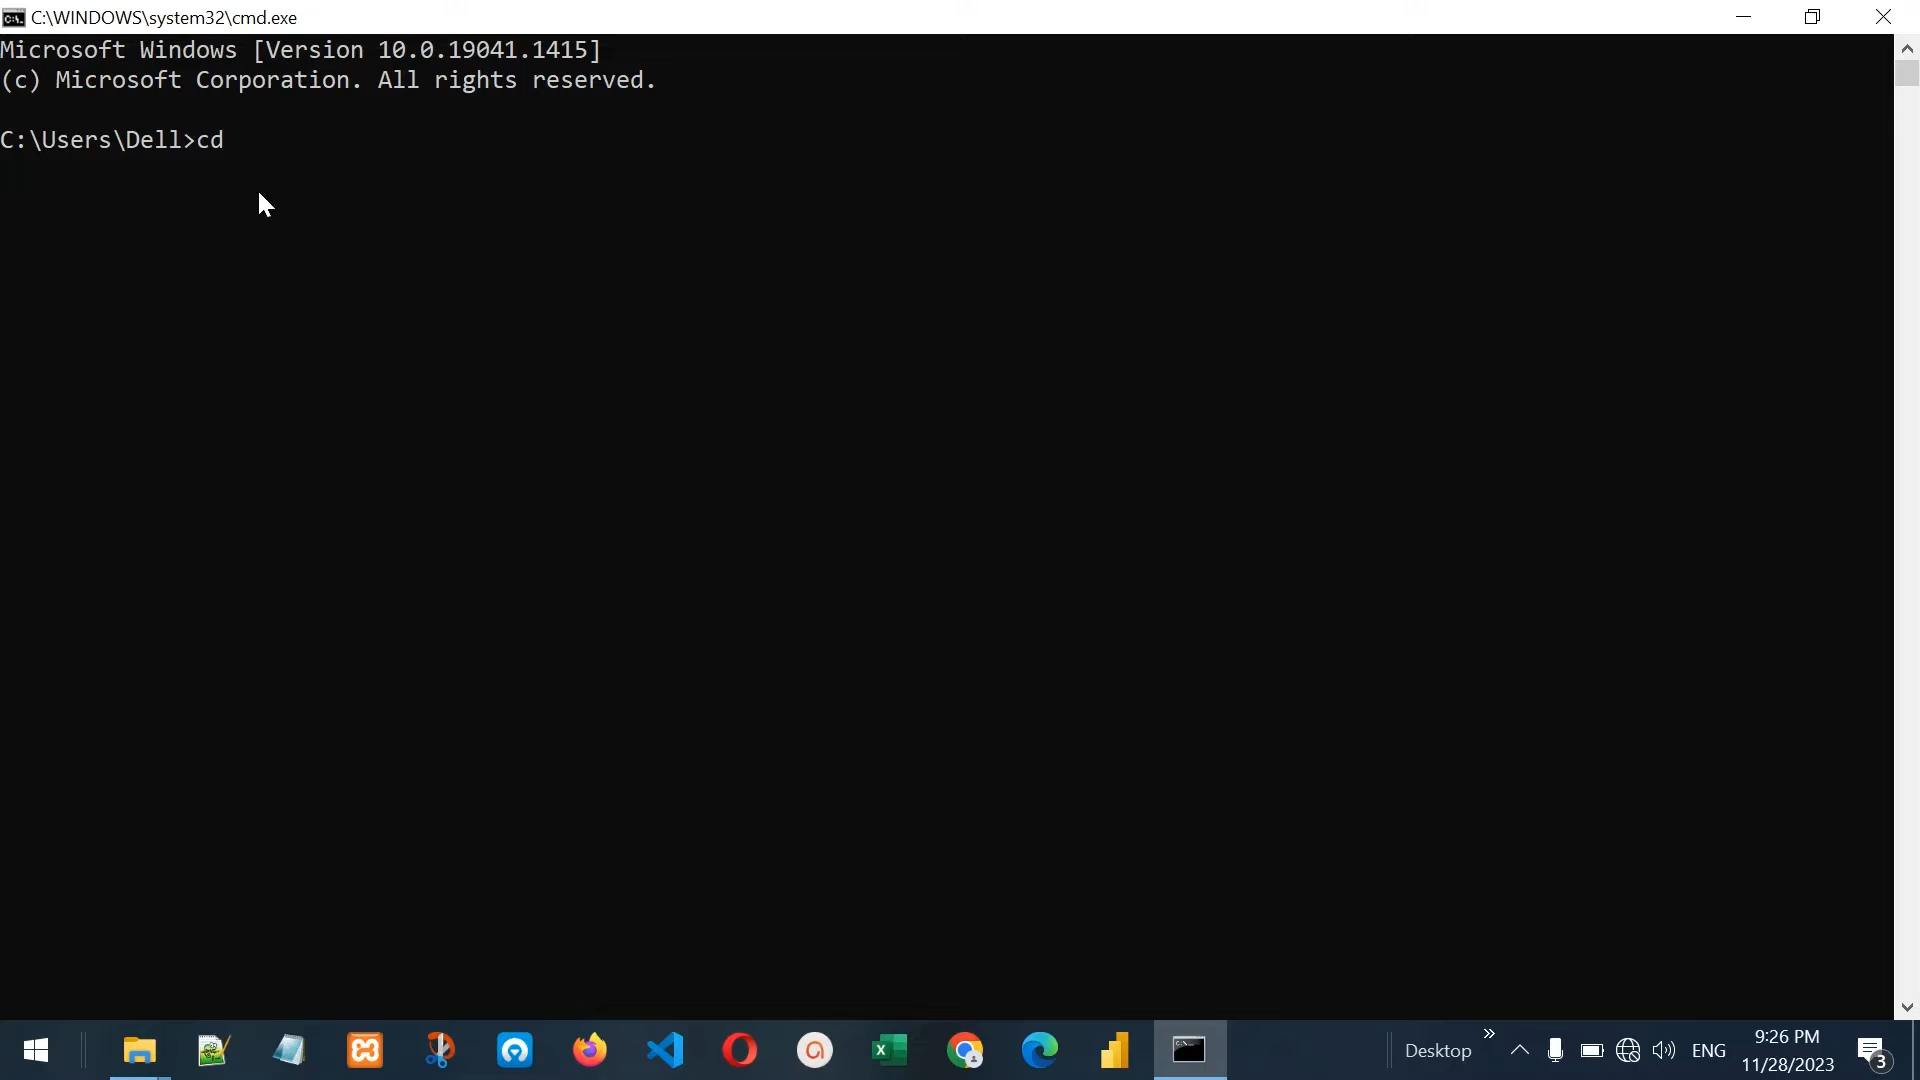 C:\WINDOWS\system32\cmd.exe
Microsoft Windows [Version 10.0.19041.1415]
(c) Microsoft Corporation. All rights reserved.
C:\Users\Dell>cd
Desktop
ENG
9:26 PM
11/28/2023
3